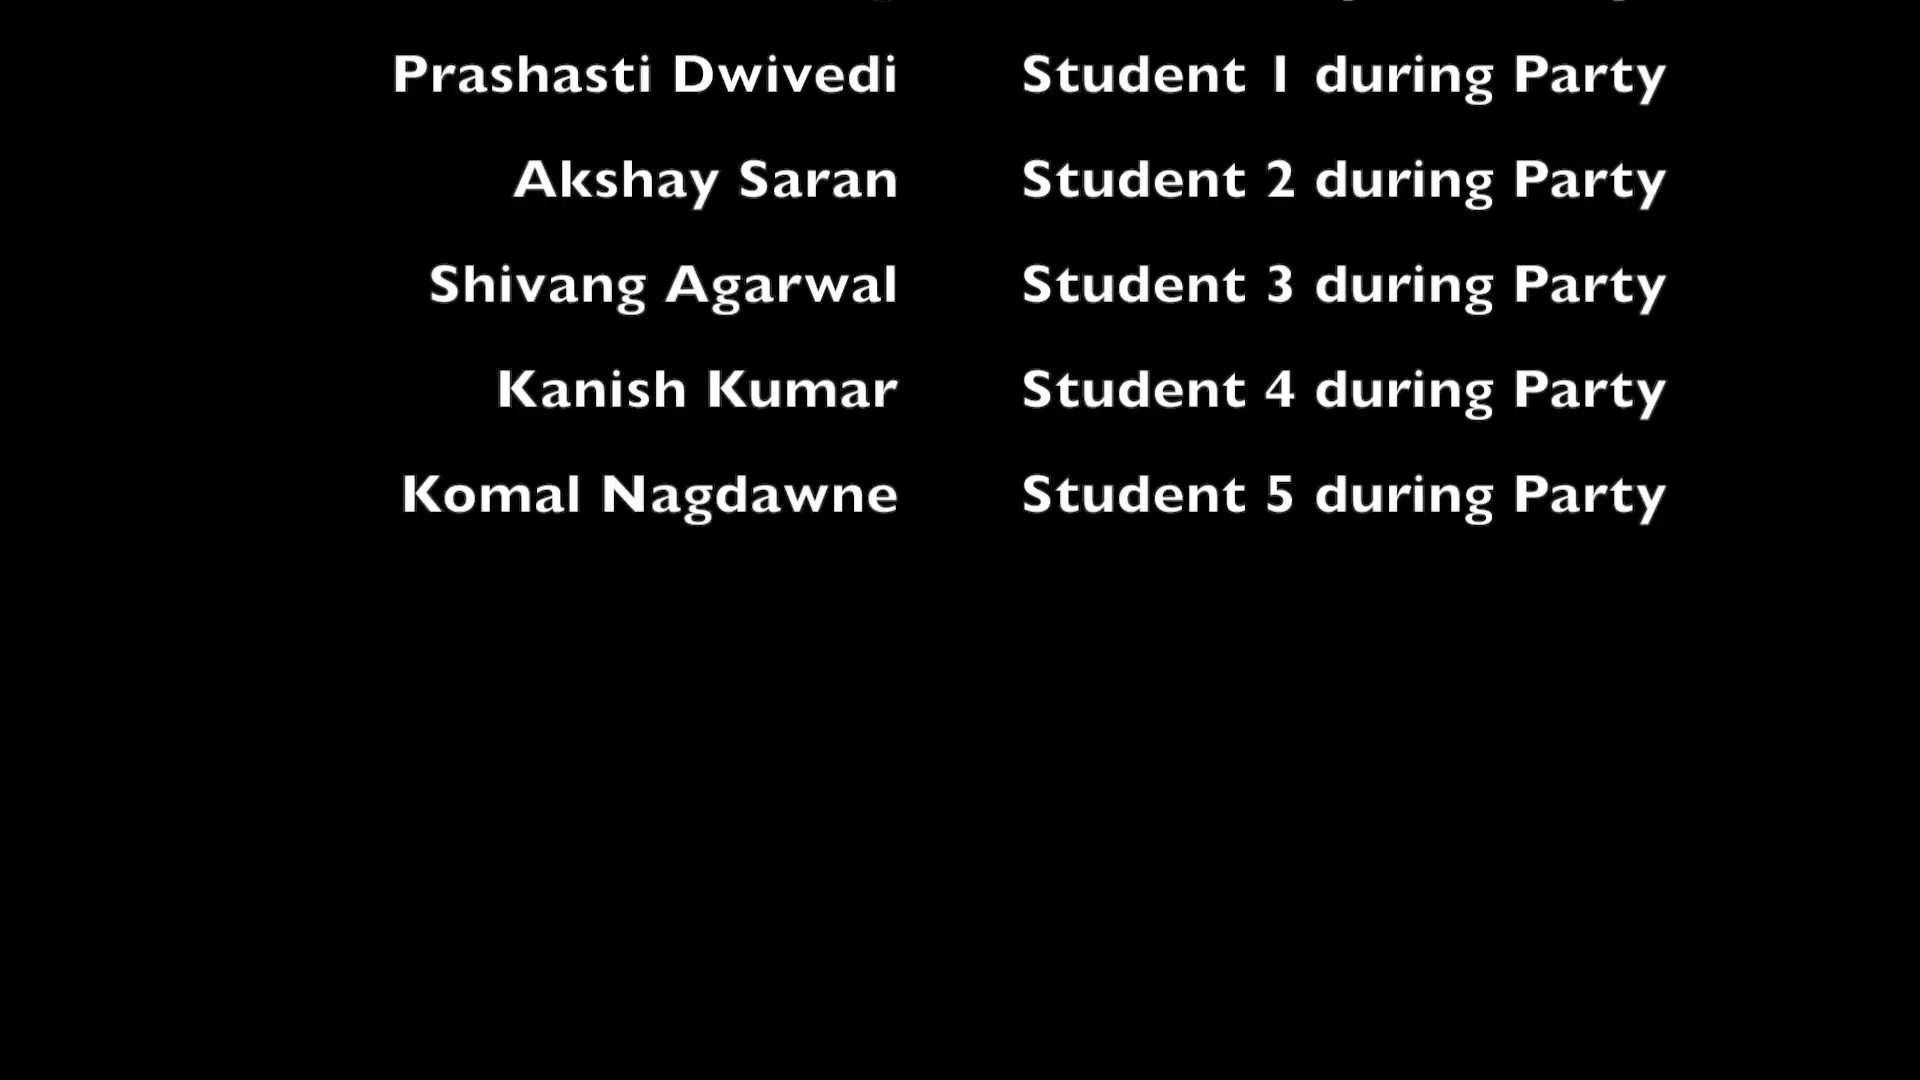 Prashasti Dwivedi Student 1 during Party
Akshay Saran Student 2 during Party
Shivang Agarwal Student 3 during Party
Kanish Kumar Student 4 during Party
Komal Nagdawne Student 5 during Party